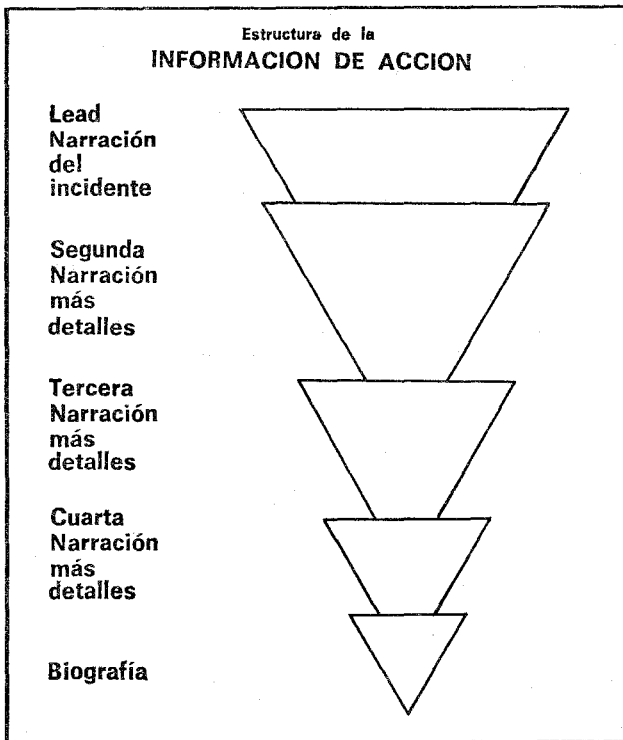 Estructura de la
INFORMACION DE ACCION
Lead
Narración
del
incidente
Segunda
Narración
más
detalles
Tercera
Narración
más
detalles
Cuarta
Narración
más
detalles
Biografía